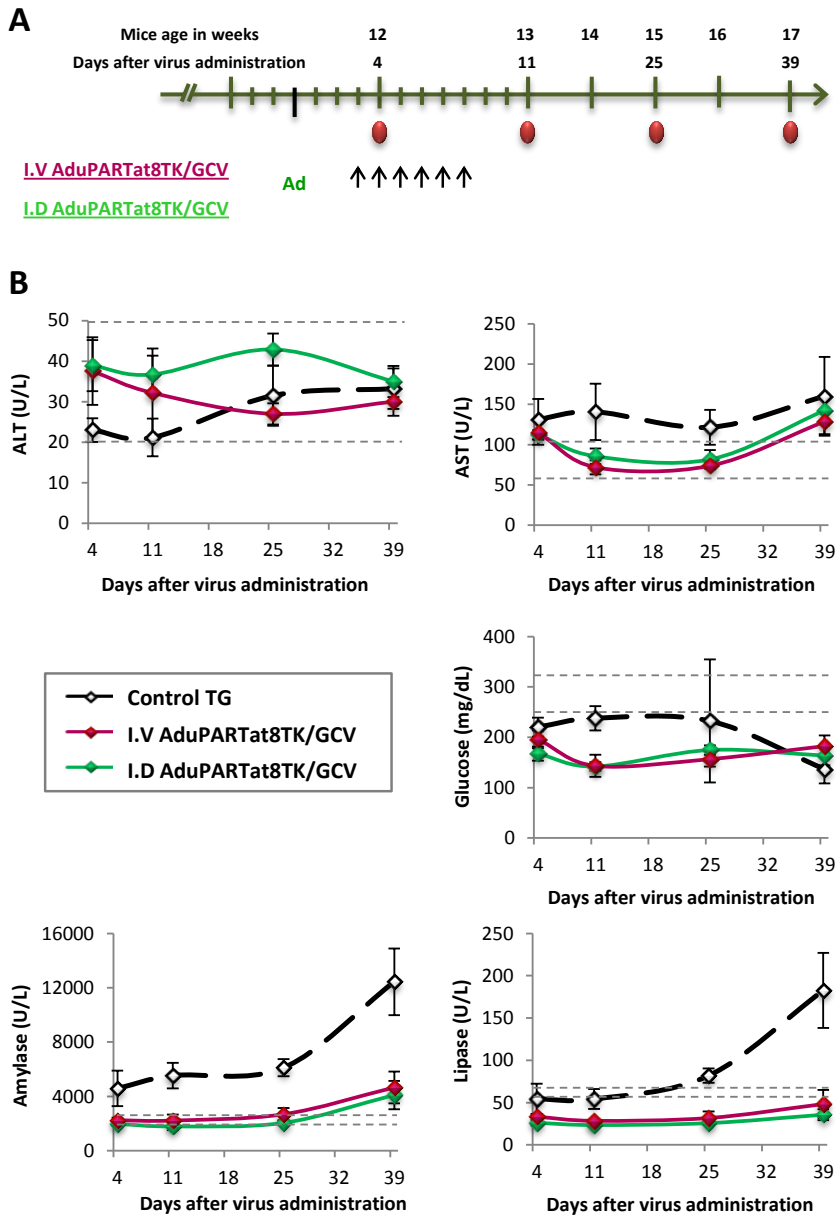 A
Mice age in weeks 12 13 14 15 16 17
Days after virus administration 4 11 25 39
I.V AduPARTat8TK/GCV
Ad
I.D AduPARTat8TK/GCV
B
50
40
30
20
10
0
ALT (U/L)
4 11 18 25 32 39
Days after virus administration
250
200
150
100
50
0
AST (U/L)
4 11 18 25 32 39
Days after virus administration
Control TG
I.V AduPARTat8TK/GCV
I.D AduPARTat8TK/GCV
400
300
200
100
0
Glucose (mg/dL)
4 11 18 25 32 39
Days after virus administration
16000
12000
8000
4000
0
Amylase (U/L)
4 11 18 25 32 39
Days after virus administration
250
200
150
100
50
0
Lipase (U/L)
4 11 18 25 32 39
Days after virus administration